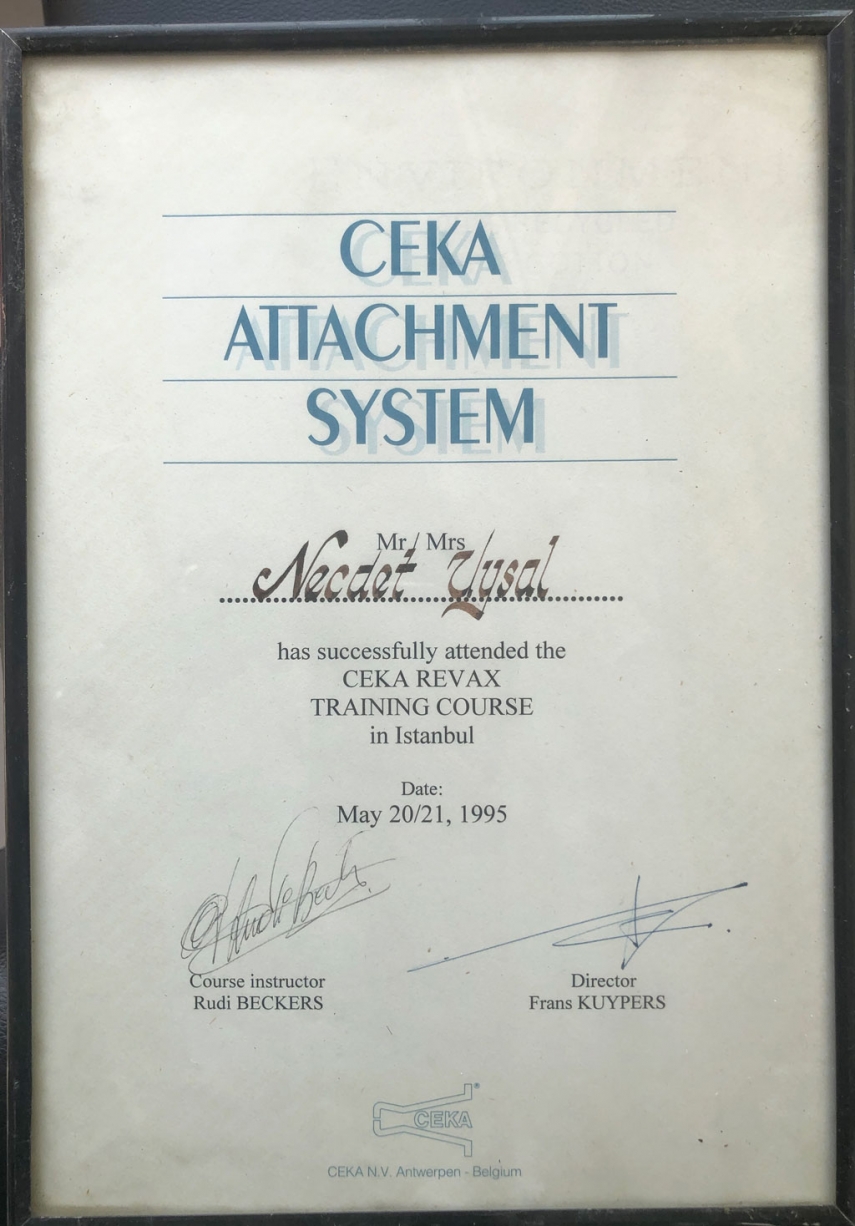 CEKA
ATTACHMENT
SYSTEM
Mr / Mrs
Necdet Uysal
has successfully attended the
CEKA REVAX
TRAINING COURSE
in Istanbul
Date:
May 20/21, 1995
Course instructor
Rudi BECKERS
Director
Frans KUYPERS
CEKA®
CEKA N.V. Antwerpen - Belgium